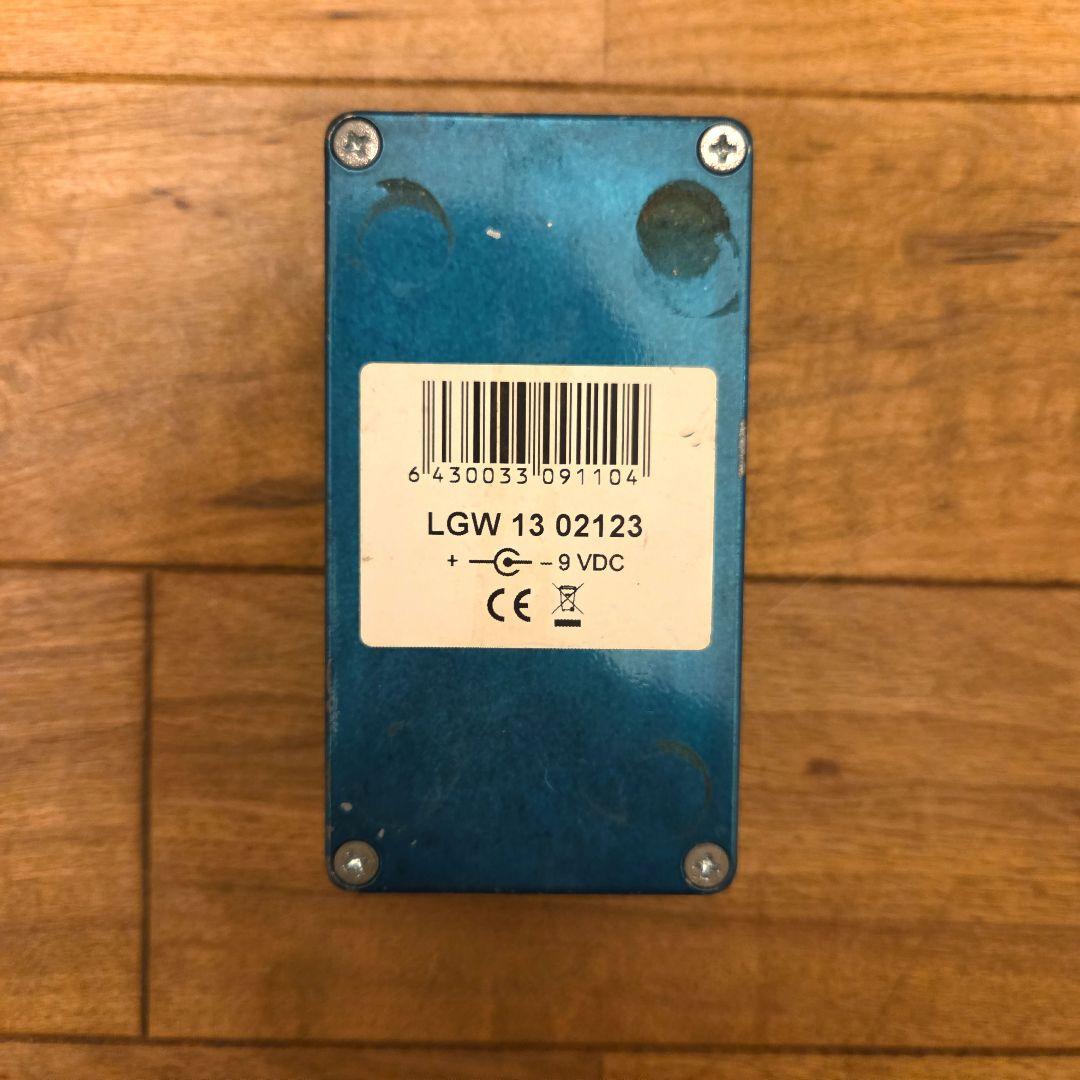 6 430033 091104
LGW 13 02123
+ – 9 VDC
CE